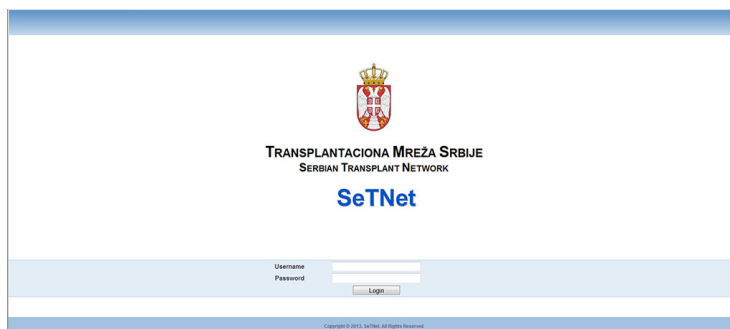 TRANSPLANTACIONA MREŽA SRBIJE
SERBIAN TRANSPLANT NETWORK
SeTNet
Username
Password
Login
Copyright © 2013. SeTNet. All Rights Reserved